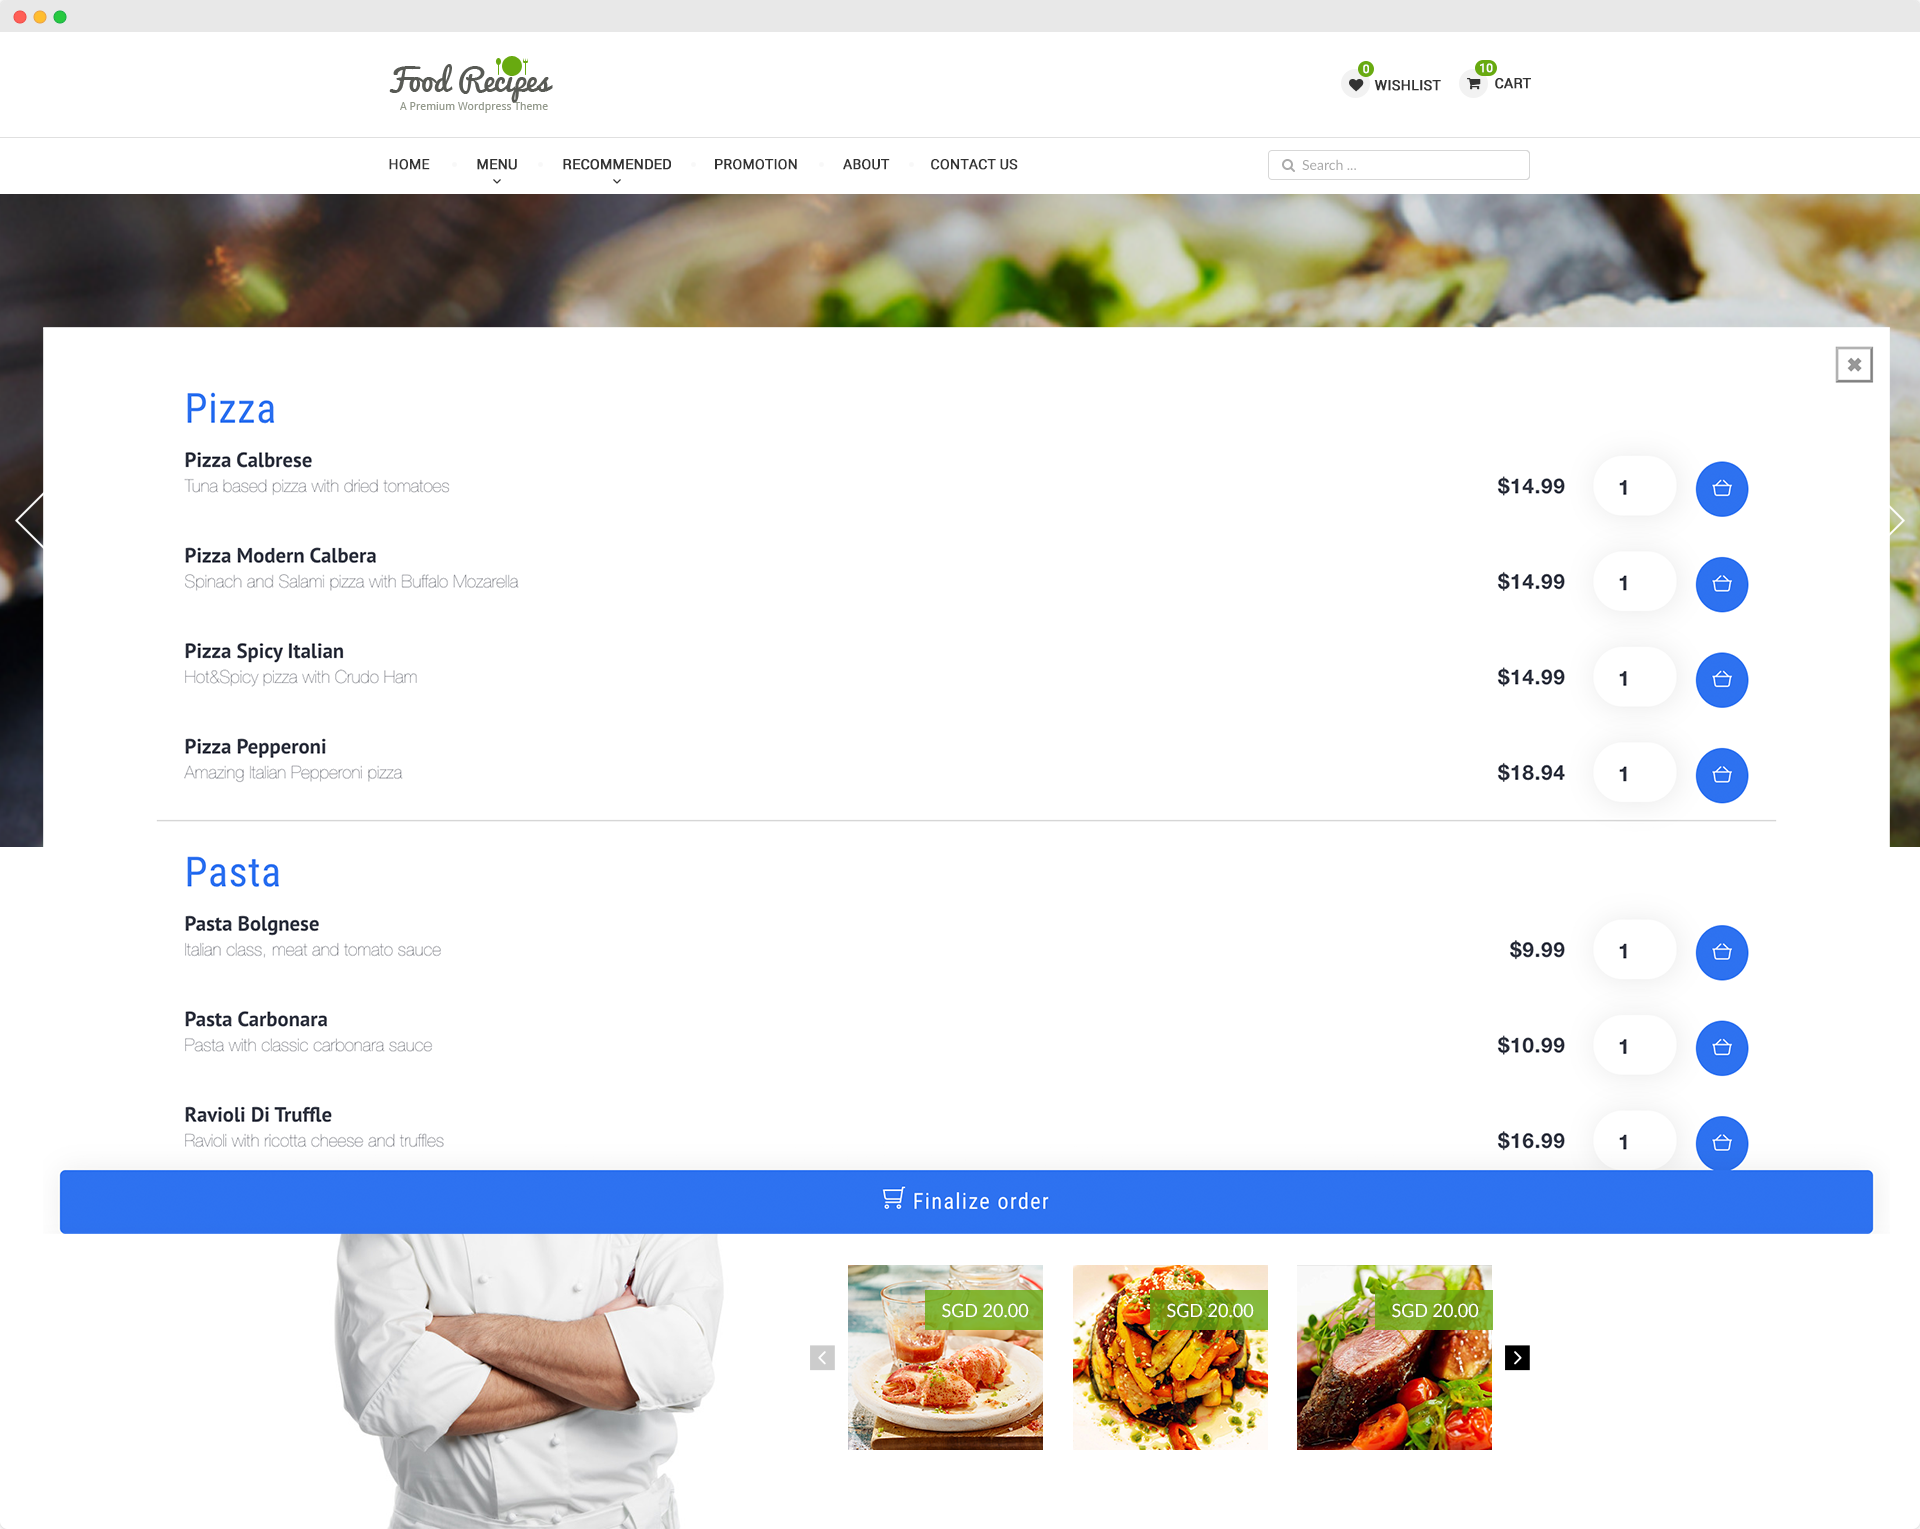 Food Recipes
A Premium Wordpress Theme
0
WISHLIST
10
CART
HOME
MENU
RECOMMENDED
PROMOTION
ABOUT
CONTACT US
Search ...
Pizza
Pizza Calbrese
Tuna based pizza with dried tomatoes
$14.99
1
Pizza Modern Calbera
Spinach and Salami pizza with Buffalo Mozarella
$14.99
1
Pizza Spicy Italian
Hot&Spicy pizza with Crudo Ham
$14.99
1
Pizza Pepperoni
Amazing Italian Pepperoni pizza
$18.94
1
Pasta
Pasta Bolgnese
Italian class, meat and tomato sauce
$9.99
1
Pasta Carbonara
Pasta with classic carbonara sauce
$10.99
1
Ravioli Di Truffle
Ravioli with ricotta cheese and truffles
$16.99
1
Finalize order
SGD 20.00
SGD 20.00
SGD 20.00